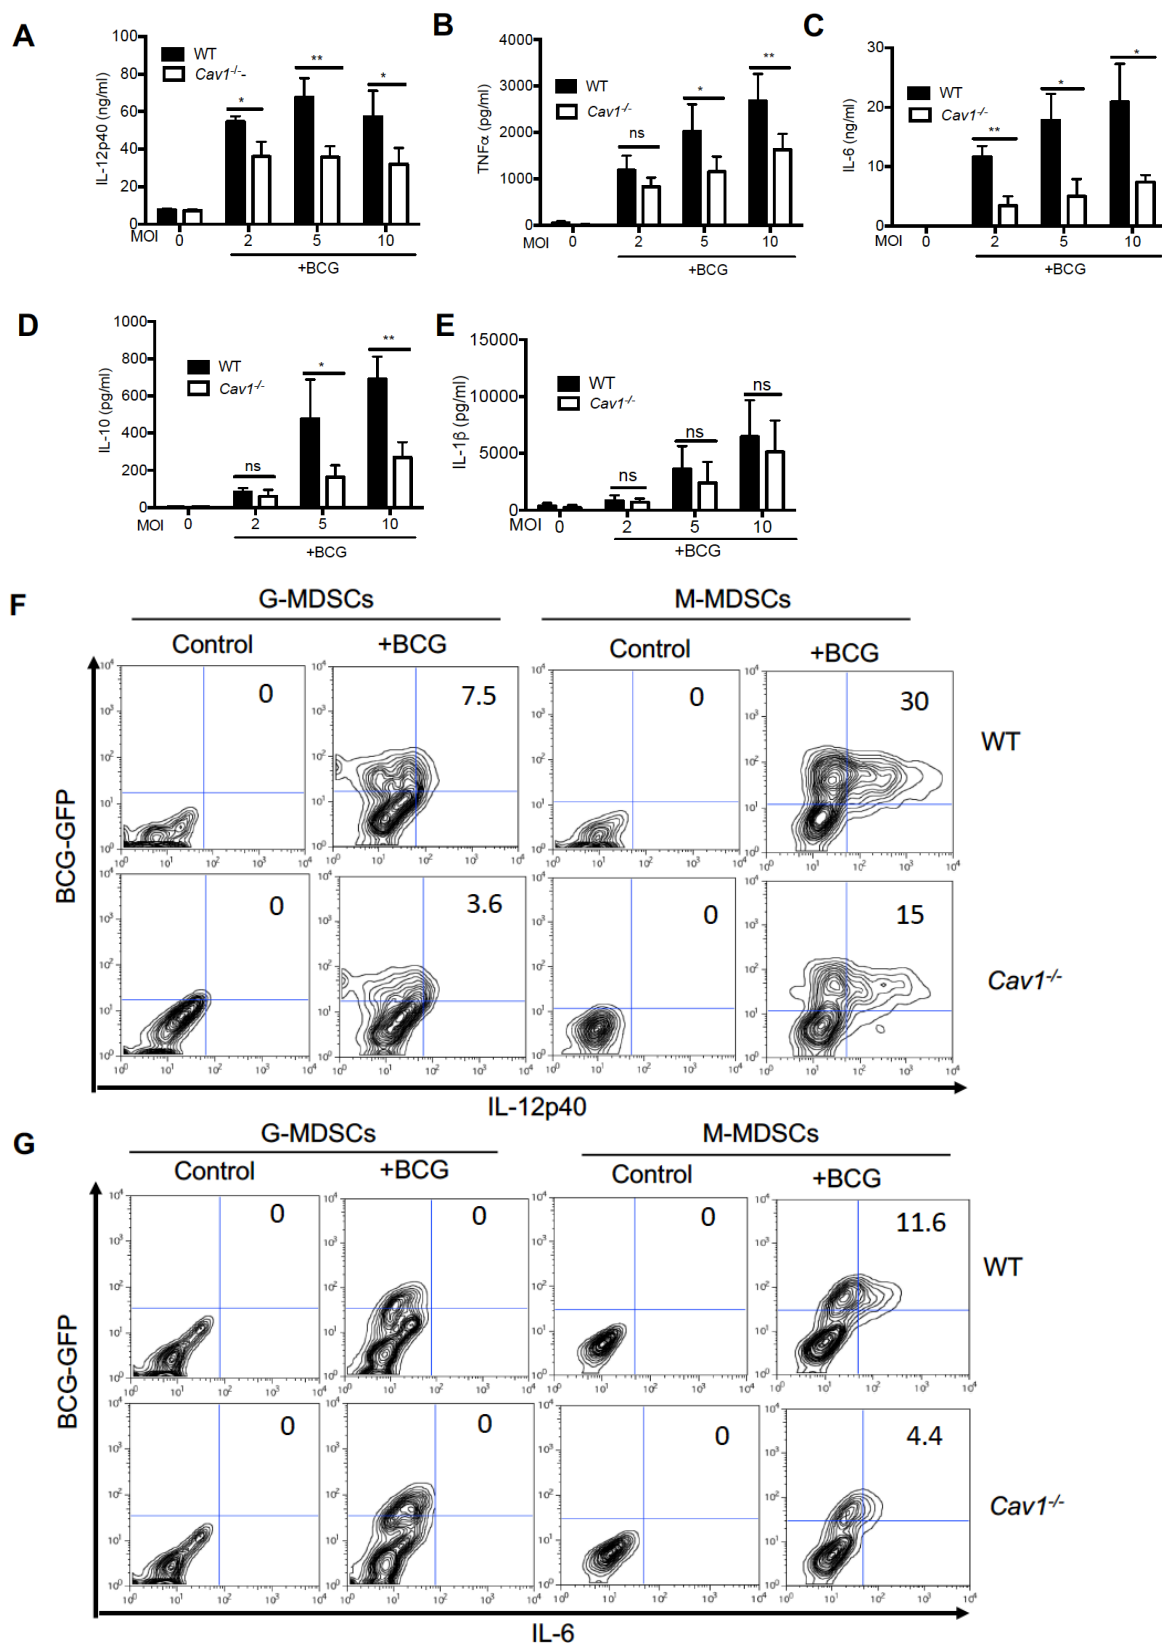 A
IL-12p40 (ng/ml)
100
80
60
40
20
0
WT
Cav1-/--
*
**
*
MOI 0 2 5 10
+BCG
B
TNFα (pg/ml)
4000
3000
2000
1000
0
WT
Cav1-/-
ns
*
**
MOI 0 2 5 10
+BCG
C
IL-6 (ng/ml)
30
20
10
0
WT
Cav1-/-
**
*
*
MOI 0 2 5 10
+BCG
D
IL-10 (pg/ml)
1000
800
600
400
200
0
WT
Cav1-/-
ns
*
**
MOI 0 2 5 10
+BCG
E
IL-1β (pg/ml)
15000
10000
5000
0
WT
Cav1-/-
ns
ns
ns
MOI 0 2 5 10
+BCG
F
G-MDSCs M-MDSCs
Control +BCG Control +BCG
0 7.5 0 30
WT
0 3.6 0 15
Cav1-/-
BCG-GFP
IL-12p40
G
G-MDSCs M-MDSCs
Control +BCG Control +BCG
0 0 0 11.6
WT
0 0 0 4.4
Cav1-/-
BCG-GFP
IL-6